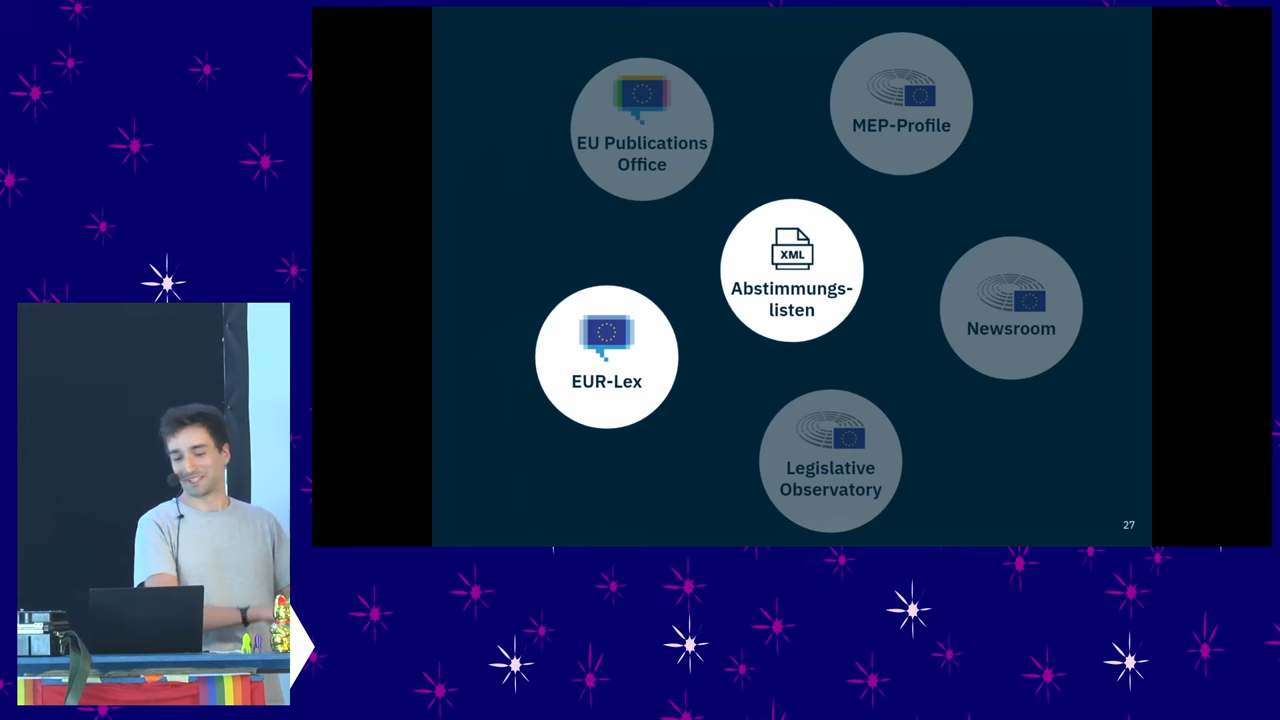 EU Publications
Office
MEP-Profile
XML
Abstimmungs-
listen
Newsroom
EUR-Lex
Legislative
Observatory
27